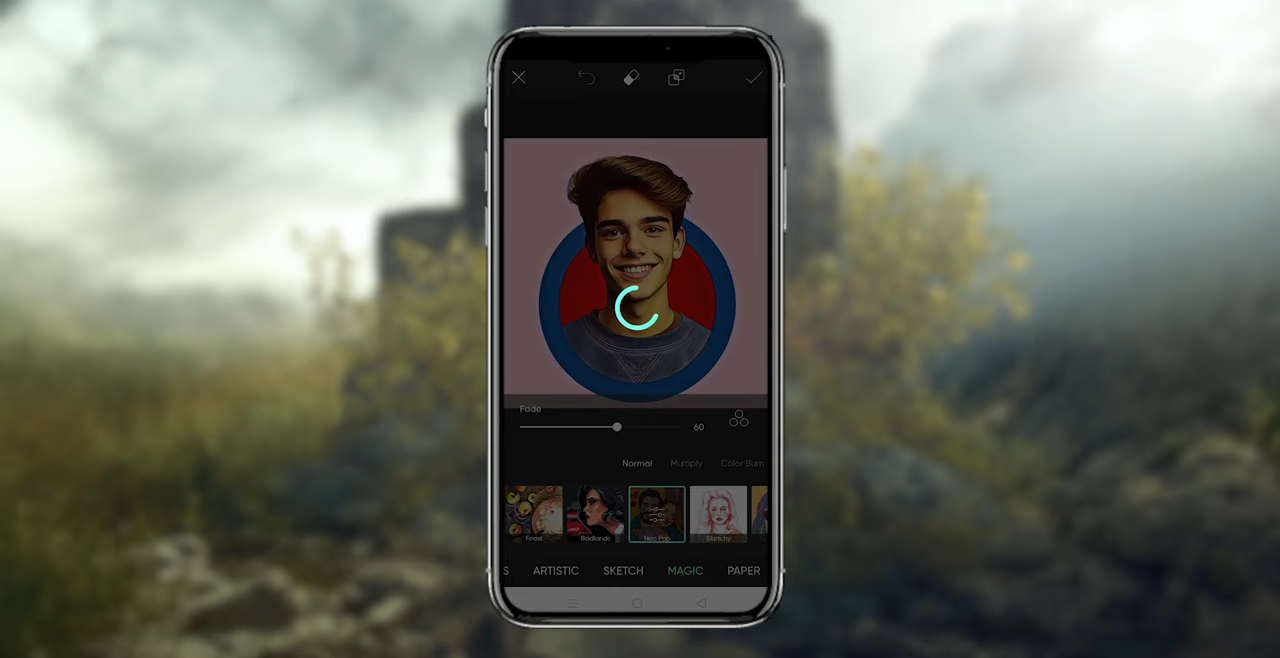 Fade
60
Normal Multiply Color Burn
Feast Badlands Neo Pop Sketchy
S ARTISTIC SKETCH MAGIC PAPER